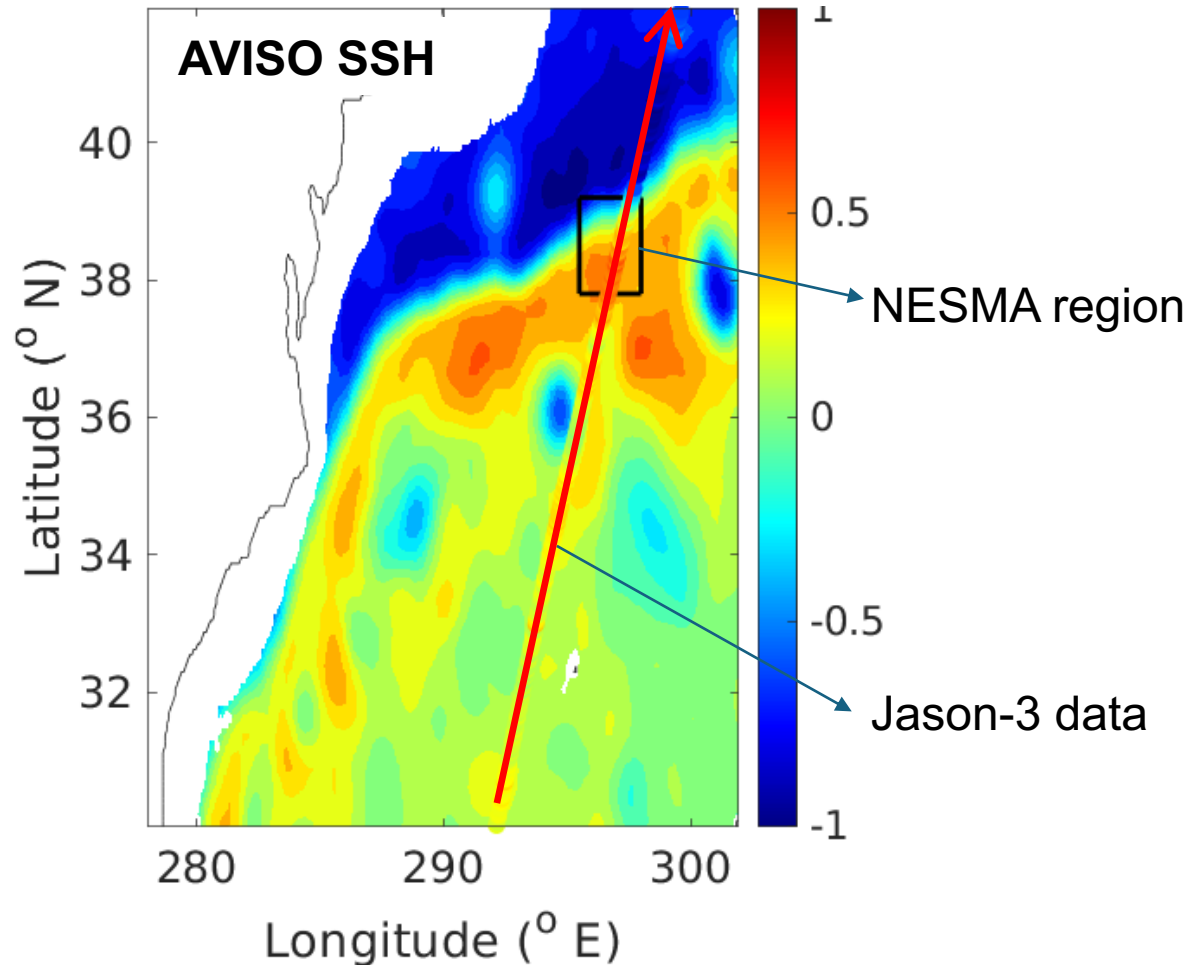 AVISO SSH
1
0.5
0
-0.5
-1
40
38
36
34
32
Latitude (° N)
280
290
300
Longitude (° E)
NESMA region
Jason-3 data